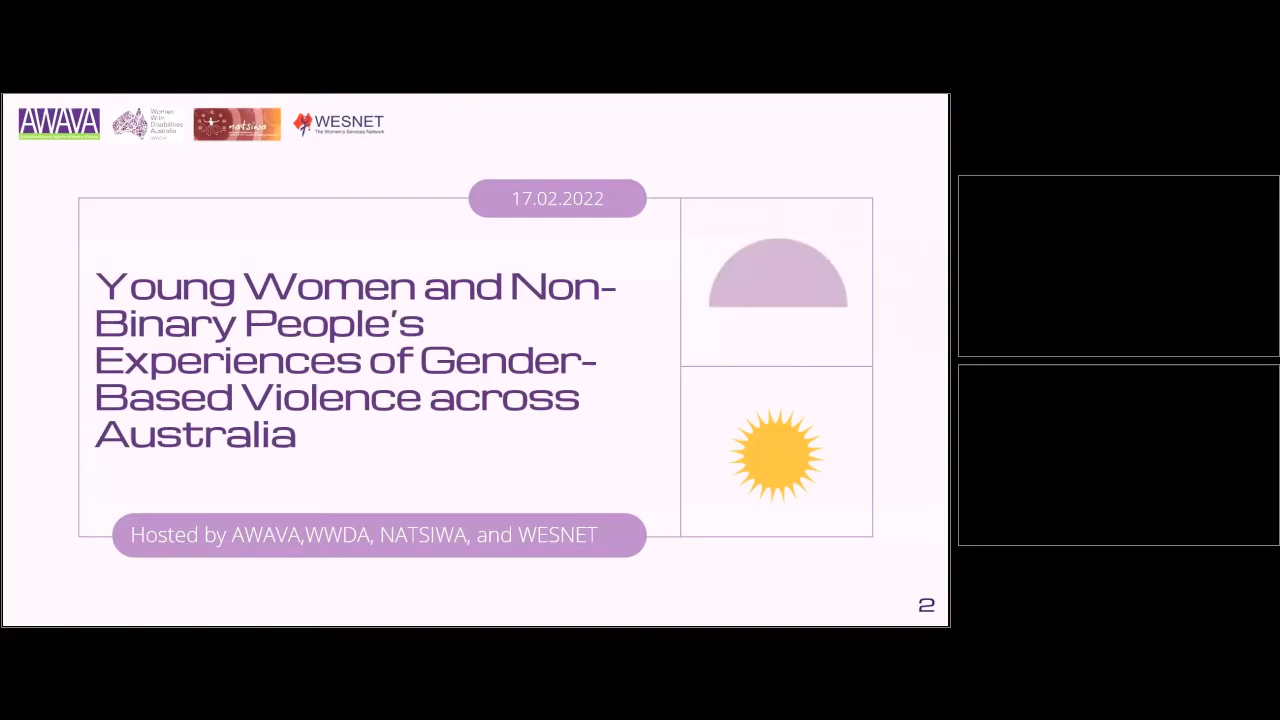 AWAVA
Women
With
Disabilities
Australia
natsiwa
WESNET
The Women's Services Network
17.02.2022
Young Women and Non-
Binary People's
Experiences of Gender-
Based Violence across
Australia
Hosted by AWAVA,WWDA, NATSIWA, and WESNET
2